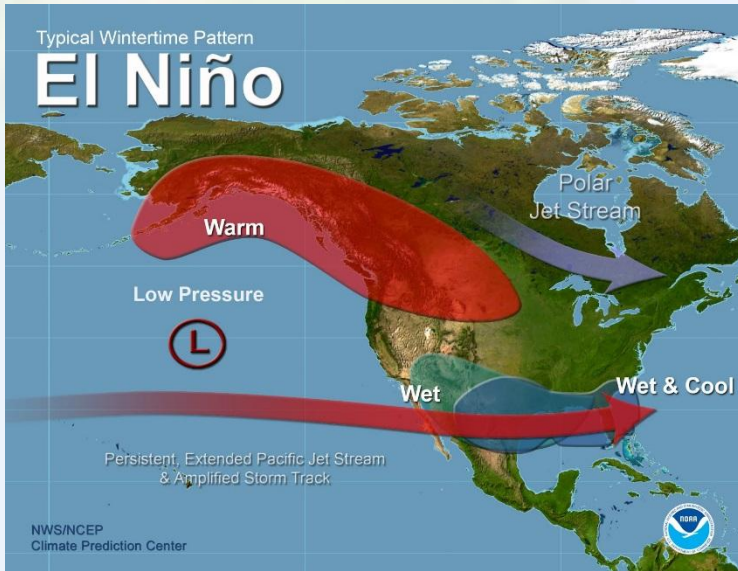 Typical Wintertime Pattern
El Niño
Polar
Jet Stream
Warm
Low Pressure
L
Wet
Wet & Cool
Persistent, Extended Pacific Jet Stream
& Amplified Storm Track
NWS/NCEP
Climate Prediction Center
NOAA